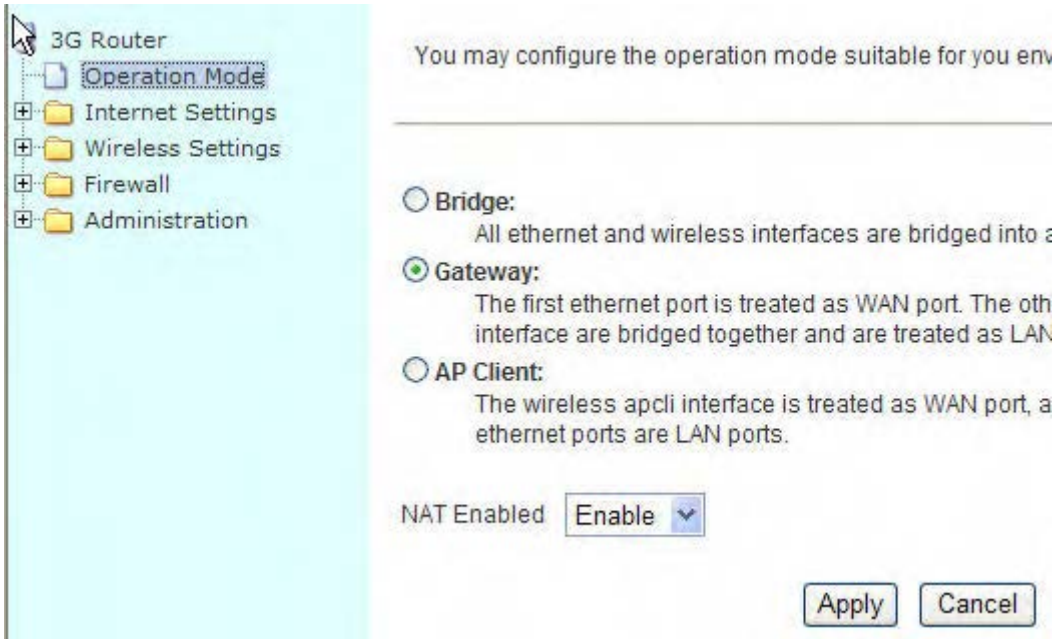 3G Router
Operation Mode
Internet Settings
Wireless Settings
Firewall
Administration
You may configure the operation mode suitable for you
Bridge:
All ethernet and wireless interfaces are bridged into
Gateway:
The first ethernet port is treated as WAN port. The
interface are bridged together and are treated as LAN
AP Client:
The wireless apcli interface is treated as WAN port,
ethernet ports are LAN ports.
NAT Enabled Enable
Apply Cancel